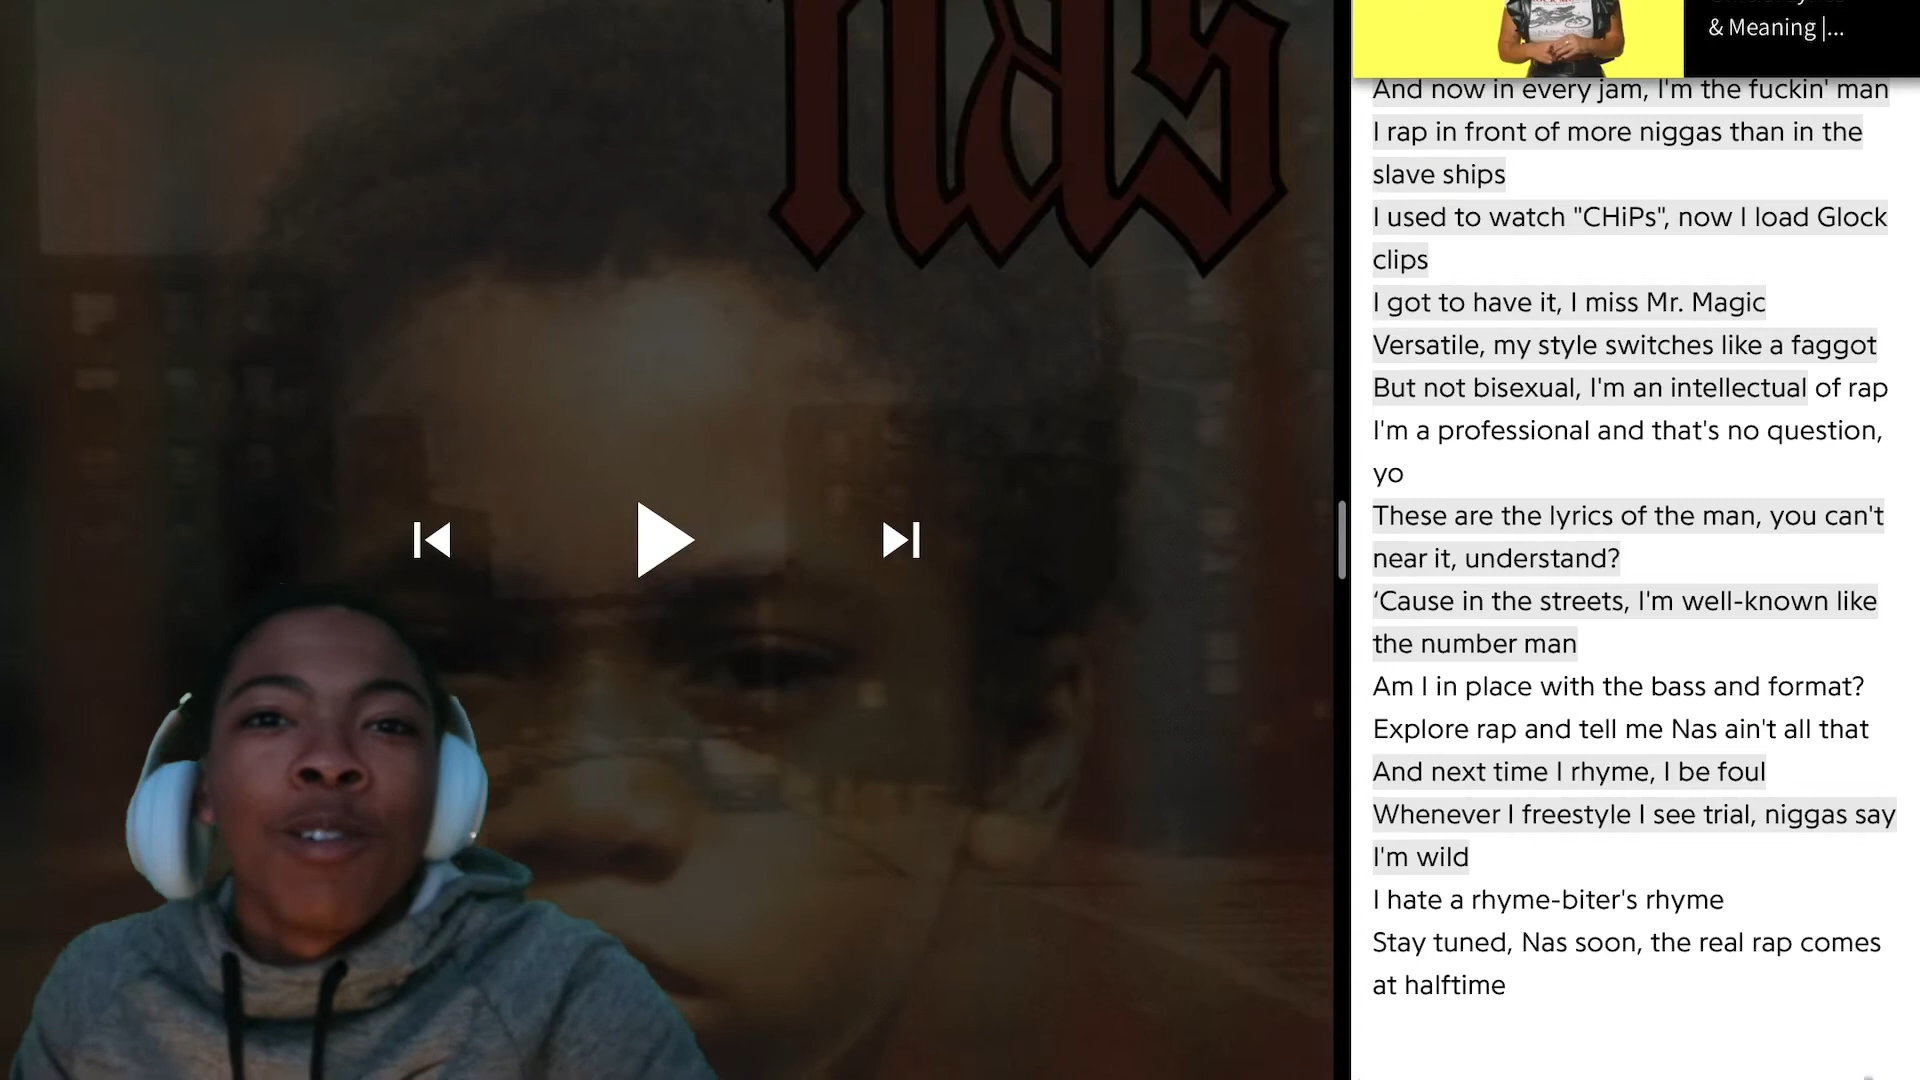 nas
& Meaning |...
And now in every jam, I'm the fuckin' man
I rap in front of more niggas than in the
slave ships
I used to watch "CHiPs", now I load Glock
clips
I got to have it, I miss Mr. Magic
Versatile, my style switches like a faggot
But not bisexual, I'm an intellectual of rap
I'm a professional and that's no question,
yo
These are the lyrics of the man, you can't
near it, understand?
‘Cause in the streets, I'm well-known like
the number man
Am I in place with the bass and format?
Explore rap and tell me Nas ain't all that
And next time I rhyme, I be foul
Whenever I freestyle I see trial, niggas say
I'm wild
I hate a rhyme-biter's rhyme
Stay tuned, Nas soon, the real rap comes
at halftime